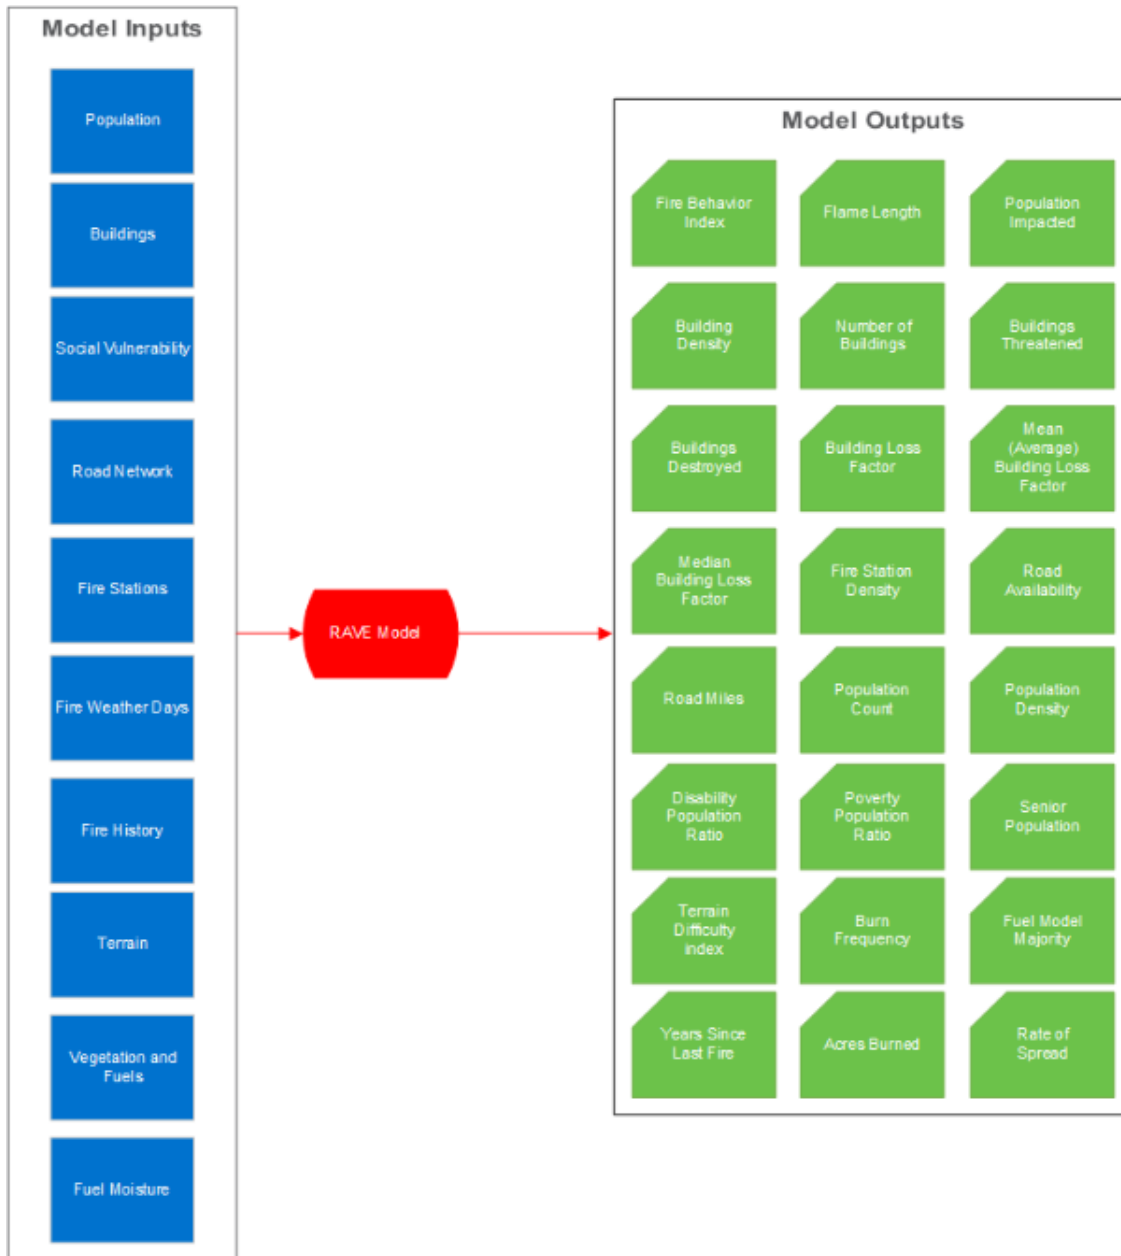 Model Inputs
Population
Buildings
Social Vulnerability
Road Network
Fire Stations
Fire Weather Days
Fire History
Terrain
Vegetation and
Fuels
Fuel Moisture
RAVE Model
Model Outputs
Fire Behavior
Index
Flame Length
Population
Impacted
Building
Density
Number of
Buildings
Buildings
Threatened
Buildings
Destroyed
Building Loss
Factor
Mean
(Average)
Building Loss
Factor
Median
Building Loss
Factor
Fire Station
Density
Road
Availability
Road Miles
Population
Count
Population
Density
Disability
Population
Ratio
Poverty
Population
Ratio
Senior
Population
Terrain
Difficulty
index
Burn
Frequency
Fuel Model
Majority
Years Since
Last Fire
Acres Burned
Rate of
Spread